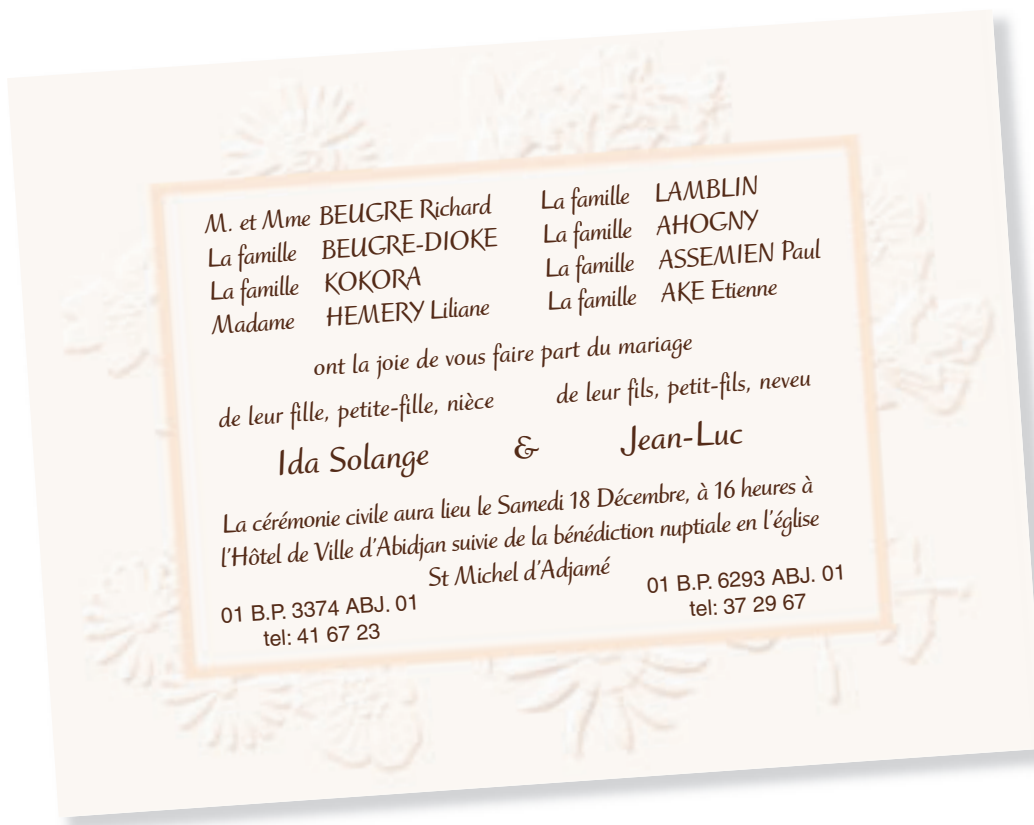 M. et Mme BEUGRE Richard
La famille BEUGRE-DIOKE
La famille KOKORA
Madame HEMERY Liliane
La famille LAMBLIN
La famille AHOGNY
La famille ASSEMIEN Paul
La famille AKE Etienne
ont la joie de vous faire part du mariage
de leur fille, petite-fille, nièce
de leur fils, petit-fils, neveu
Ida Solange & Jean-Luc
La cérémonie civile aura lieu le Samedi 18 Décembre, à 16 heures à
l'Hôtel de Ville d'Abidjan suivie de la bénédiction nuptiale en l'église
St Michel d'Adjamé
01 B.P. 3374 ABJ. 01
tel: 41 67 23
01 B.P. 6293 ABJ. 01
tel: 37 29 67